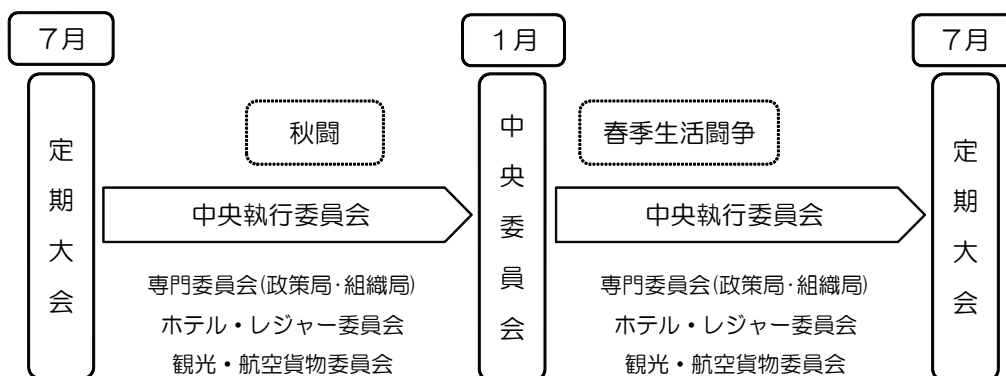 ７月
１月
７月
定期大会
秋闘
中央執行委員会
専門委員会(政策局･組織局)
ホテル・レジャー委員会
観光・航空貨物委員会
中央委員会
春季生活闘争
中央執行委員会
専門委員会(政策局･組織局)
ホテル・レジャー委員会
観光・航空貨物委員会
定期大会